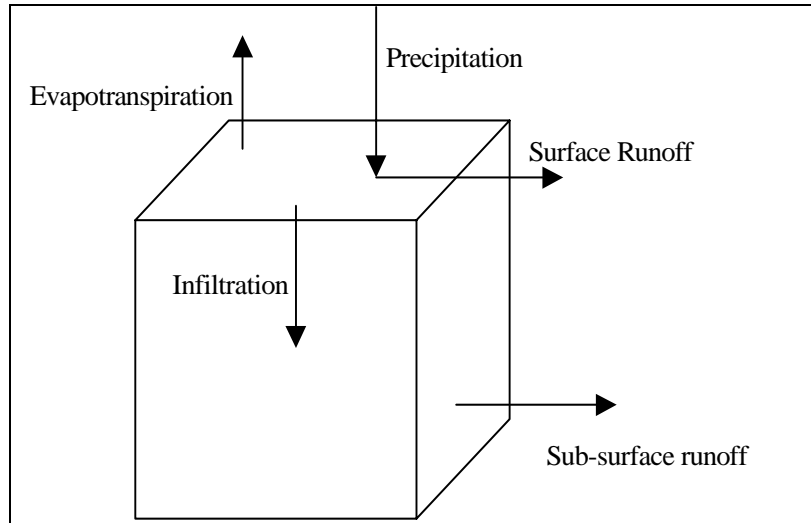 Precipitation
Evapotranspiration
Surface Runoff
Infiltration
Sub-surface runoff